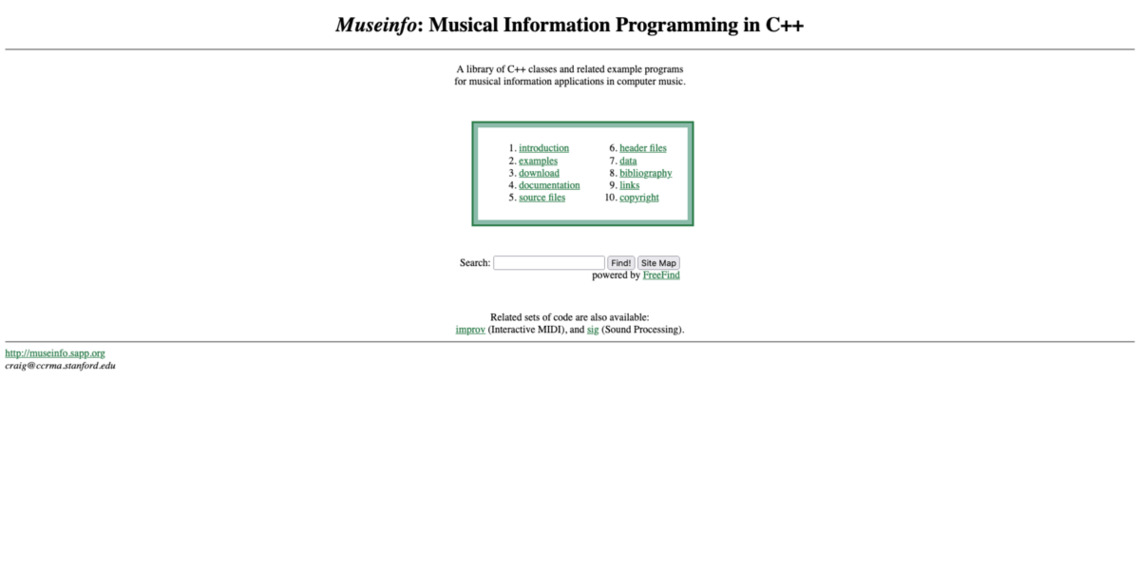 Museinfo: Musical Information Programming in C++
A library of C++ classes and related example programs
for musical information applications in computer music.
1. introduction
2. examples
3. download
4. documentation
5. source files
6. header files
7. data
8. bibliography
9. links
10. copyright
Search: Find! Site Map
powered by FreeFind
Related sets of code are also available:
improv (Interactive MIDI), and sig (Sound Processing).
http://museinfo.sapp.org
craig@ccrma.stanford.edu